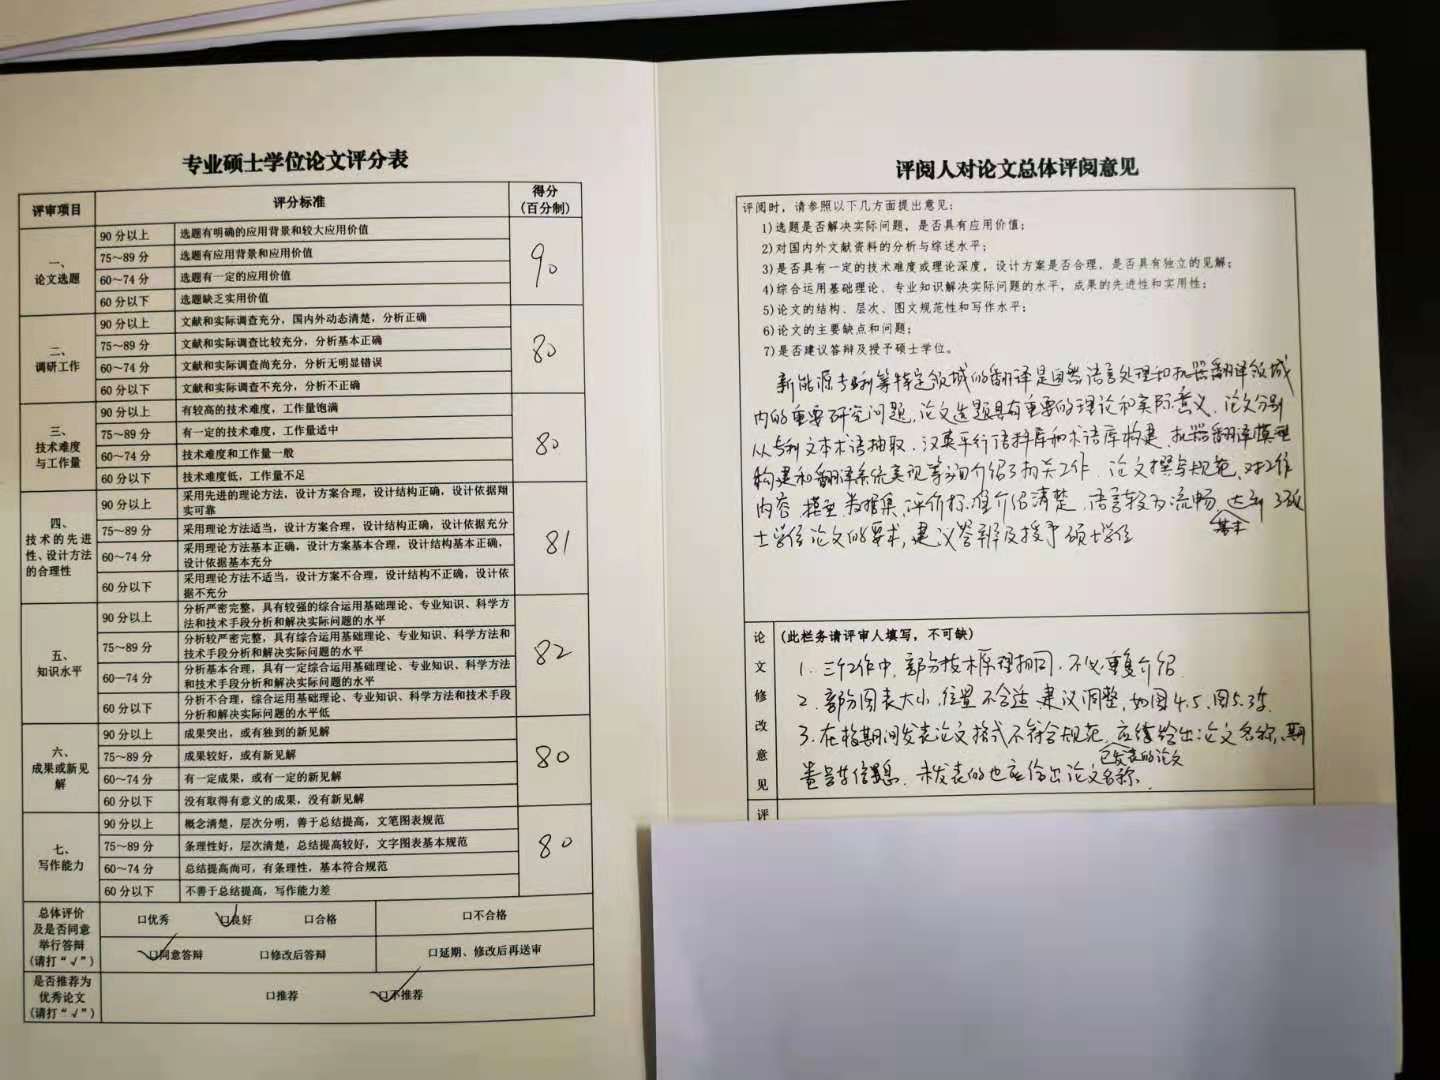 专业硕士学位论文评分表
评审项目 评分标准 得分(百分制)
一、论文选题
90分以上 选题有明确的应用背景和较大应用价值
75～89分 选题有应用背景和应用价值
60～74分 选题有一定的应用价值
60分以下 选题缺乏实用价值
90
二、调研工作
90分以上 文献和实际调查充分，国内外动态清楚，分析正确
75～89分 文献和实际调查比较充分，分析基本正确
60～74分 文献和实际调查尚充分，分析无明显错误
60分以下 文献和实际调查不充分，分析不正确
80
三、技术难度与工作量
90分以上 有较高的技术难度，工作量饱满
75～89分 有一定的技术难度，工作量适中
60～74分 技术难度和工作量一般
60分以下 技术难度低，工作量不足
80
四、技术的先进性、设计方法的合理性
90分以上 采用先进的理论方法，设计方案合理，设计结构正确，设计依据翔实可靠
75～89分 采用理论方法适当，设计方案合理，设计结构正确，设计依据充分
60～74分 采用理论方法基本正确，设计方案基本合理，设计结构基本正确，设计依据基本充分
60分以下 采用理论方法不适当，设计方案不合理，设计结构不正确，设计依据不充分
81
五、知识水平
90分以上 分析严密完整，具有较强的综合运用基础理论、专业知识、科学方法和技术手段分析和解决实际问题的水平
75～89分 分析较严密完整，具有综合运用基础理论、专业知识、科学方法和技术手段分析和解决实际问题的水平
60—74分 分析基本合理，具有一定综合运用基础理论、专业知识、科学方法和技术手段分析和解决实际问题的水平
60分以下 分析不合理，综合运用基础理论、专业知识、科学方法和技术手段分析和解决实际问题的水平低
82
六、成果或新见解
90分以上 成果突出，或有独到的新见解
75～89分 成果较好，或有新见解
60～74分 有一定成果，或有一定的新见解
60分以下 没有取得有意义的成果，没有新见解
80
七、写作能力
90分以上 概念清楚，层次分明，善于总结提高，文笔图表规范
75～89分 条理性好，层次清楚，总结提高较好，文字图表基本规范
60～74分 总结提高尚可，有条理性，基本符合规范
60分以下 不善于总结提高，写作能力差
80
总体评价及是否同意举行答辩(请打“√”)
口优秀 口良好 口合格 口不合格
口同意答辩 口修改后答辩 口延期、修改后再送审
是否推荐为优秀论文(请打“√”)
口推荐 口不推荐
评阅人对论文总体评阅意见
评阅时，请参照以下几方面提出意见：
1)选题是否解决实际问题，是否具有应用价值；
2)对国内外文献资料的分析与综述水平；
3)是否具有一定的技术难度或理论深度，设计方案是否合理，是否具有独立的见解；
4)综合运用基础理论、专业知识解决实际问题的水平，成果的先进性和实用性；
5)论文的结构、层次、图文规范性和写作水平；
6)论文的主要缺点和问题；
7)是否建议答辩及授予硕士学位。
新能源专利等特定领域的翻译是自然语言处理和机器翻译领域
内的重要研究问题，论文选题具有重要的理论和实际意义．论文分别
从专利文本术语抽取、汉英平行语料库和术语库构建、机器翻译模型
构建和翻译系统实现等方面介绍了相关工作．论文撰写规范，对工作
内容、模型、数据集、评价标准介绍清楚，语言较为流畅，基本达到了硕
士学位论文的要求，建议答辩及授予硕士学位
论文修改意见
(此栏务请评审人填写，不可缺)
1．三个工作中，部分技术原理相同，不必重复介绍
2．部分图表大小、位置不合适，建议调整，如图4.5，图5.3等．
3．在校期间发表论文格式不符合规范，已发表的论文应该给出论文名称、期
卷号等信息．未发表的也应给出论文名称．
评